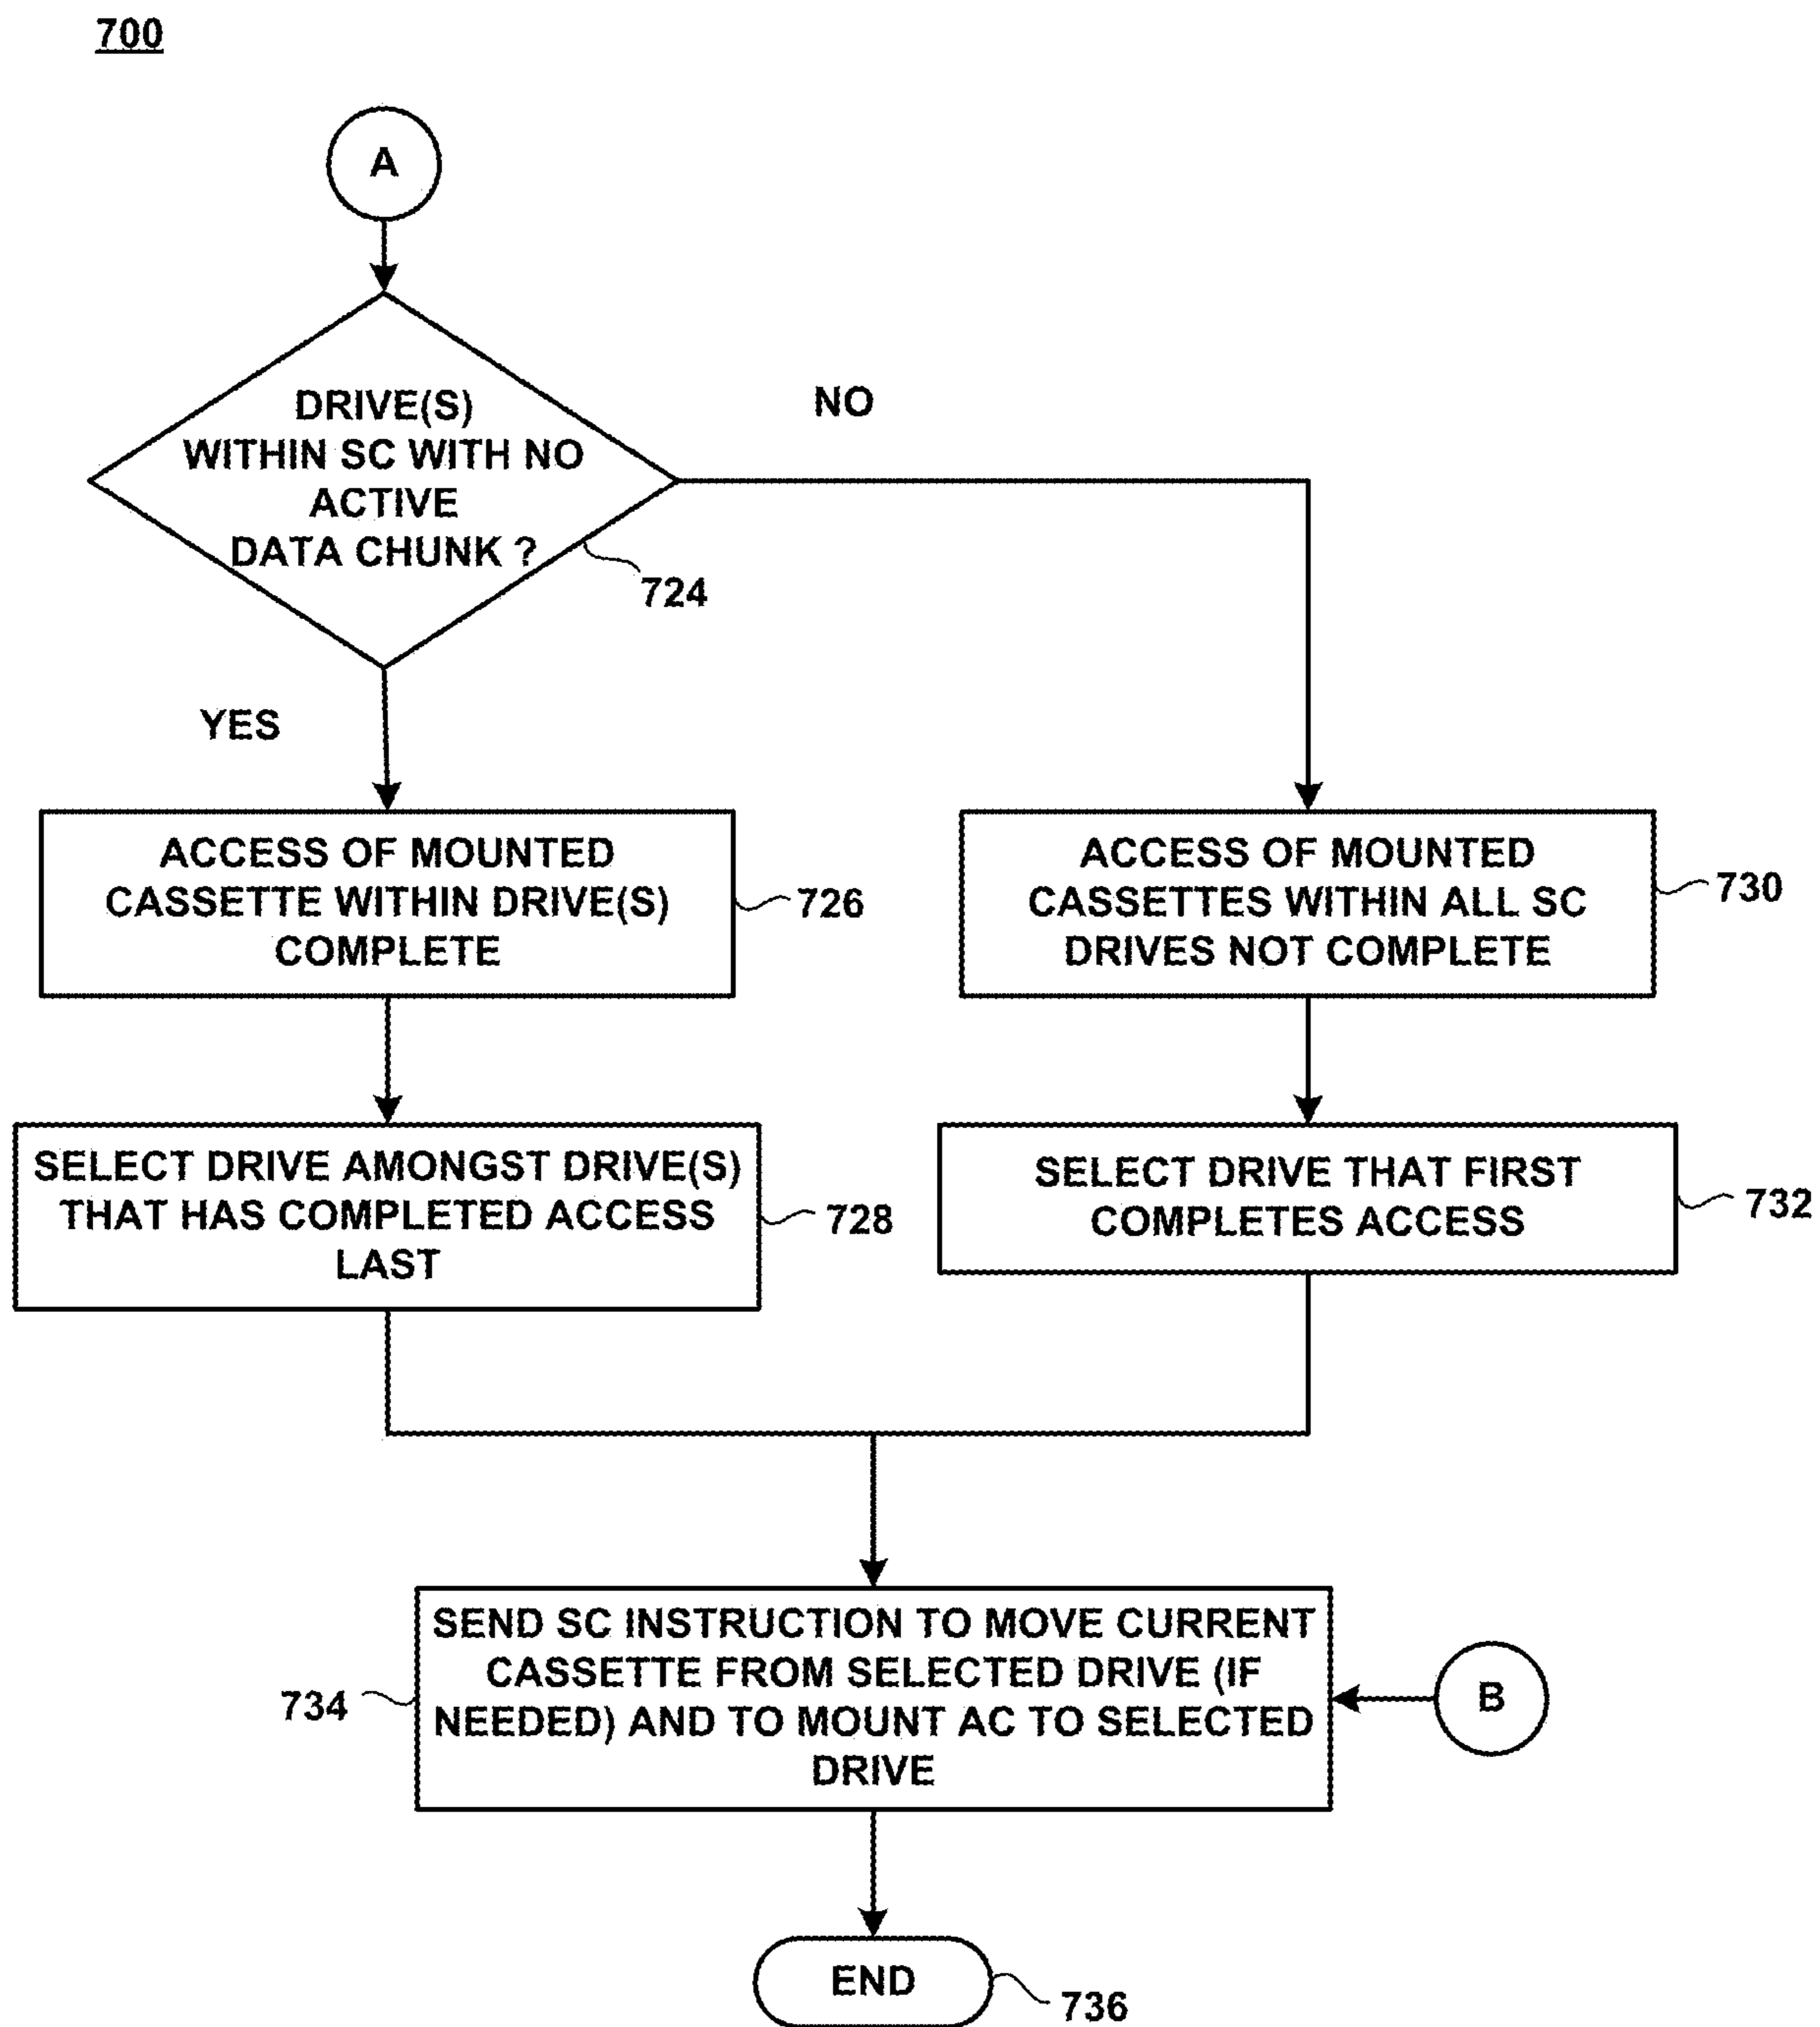 700
A
DRIVE(S)
WITHIN SC WITH NO
ACTIVE
DATA CHUNK ?
724
NO
YES
ACCESS OF MOUNTED
CASSETTE WITHIN DRIVE(S)
COMPLETE
726
ACCESS OF MOUNTED
CASSETTES WITHIN ALL SC
DRIVES NOT COMPLETE
730
SELECT DRIVE AMONGST DRIVE(S)
THAT HAS COMPLETED ACCESS
LAST
728
SELECT DRIVE THAT FIRST
COMPLETES ACCESS
732
SEND SC INSTRUCTION TO MOVE CURRENT
CASSETTE FROM SELECTED DRIVE (IF
NEEDED) AND TO MOUNT AC TO SELECTED
DRIVE
734
B
END
736